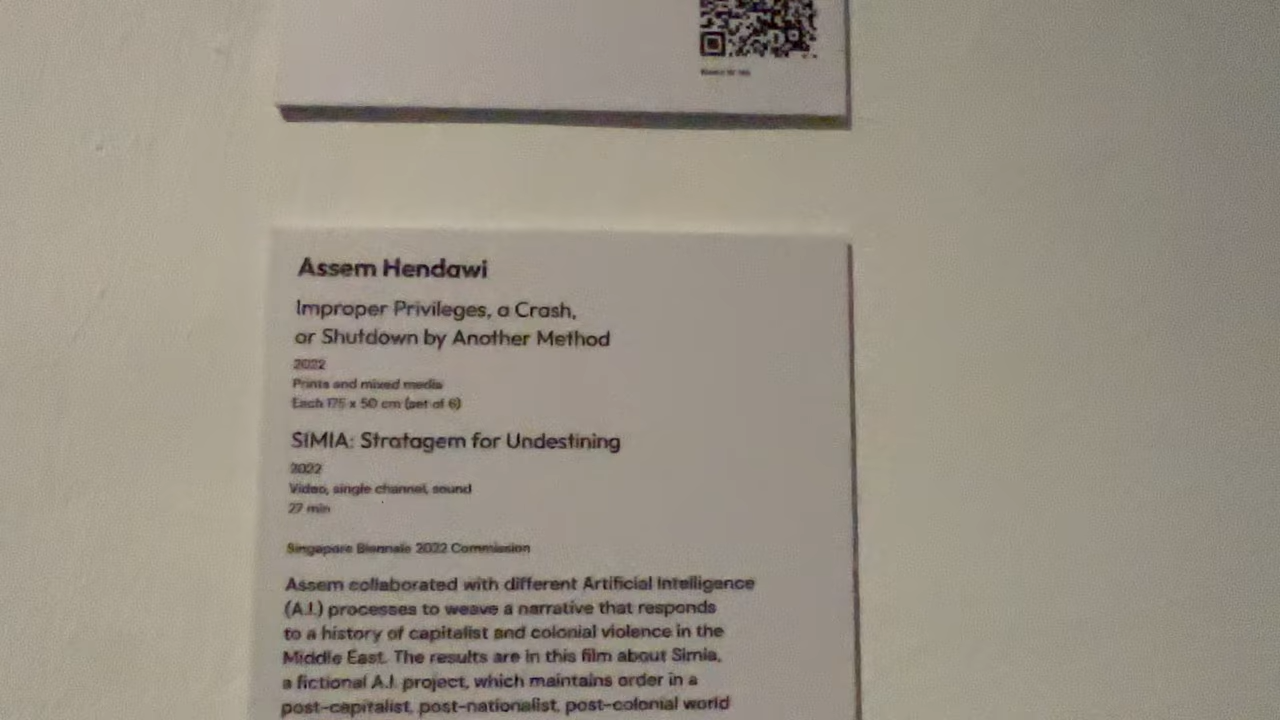 Assem Hendawi
Improper Privileges, a Crash,
or Shutdown by Another Method
2022
Prints and mixed media
Each 175 x 50 cm (set of 6)
SIMIA: Stratagem for Undestining
2022
Video, single channel, sound
27 min
Singapore Biennale 2022 Commission
Assem collaborated with different Artificial Intelligence
(A.I.) processes to weave a narrative that responds
to a history of capitalist and colonial violence in the
Middle East. The results are in this film about Simia,
a fictional A.I. project, which maintains order in a
post-capitalist, post-nationalist, post-colonial world